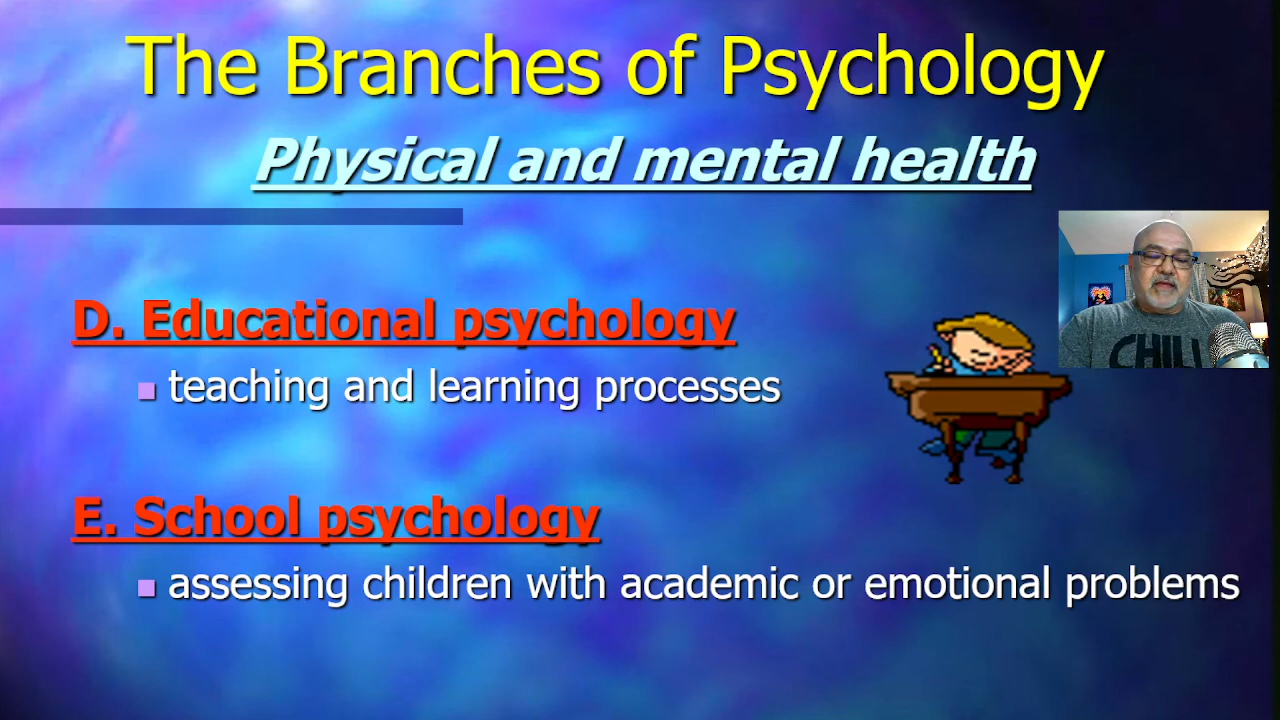 The Branches of Psychology
Physical and mental health
D. Educational psychology
teaching and learning processes
CHILL
E. School psychology
assessing children with academic or emotional problems